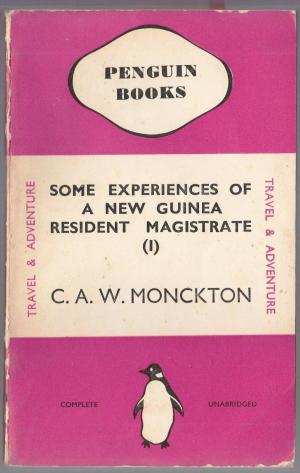 PENGUIN
BOOKS
TRAVEL & ADVENTURE
SOME EXPERIENCES OF
A NEW GUINEA
RESIDENT MAGISTRATE
(I)
C. A. W. MONCKTON
TRAVEL & ADVENTURE
COMPLETE
UNABRIDGED